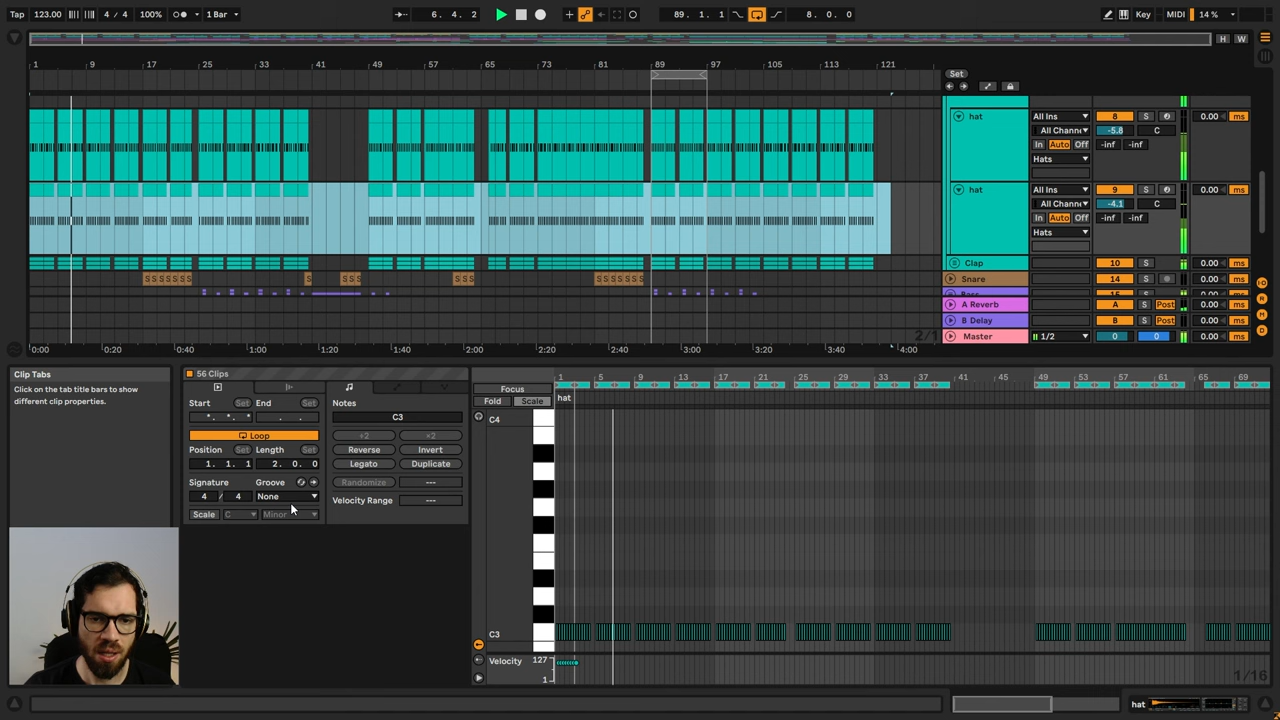 Tap 123.00 4 / 4 100% 1 Bar 6. 4. 2 89. 1. 1 8. 0. 0 Key MIDI 14 %
H W
1 9 17 25 33 41 49 57 65 73 81 89 97 105 113 121
Set
hat All Ins 8 S -5.8 C 0.00 ms
All Channe
In Auto Off -inf -inf
Hats
hat All Ins 9 S -4.1 C 0.00 ms
All Channe
In Auto Off -inf -inf
Hats
Clap 10 S 0.00 ms
S S S S S S S S S S S S S S S S S S S Snare 14 S 0.00 ms
A Reverb A S Post 0.00 ms
B Delay B S Post 0.00 ms
2/1 Master 1/2 0 0 0.00 ms
0:00 0:20 0:40 1:00 1:20 1:40 2:00 2:20 2:40 3:00 3:20 3:40 4:00
Clip Tabs
Click on the tab title bars to show
different clip properties.
56 Clips
Start Set End Set
*. *. * . .
Loop
Position Set Length Set
1. 1. 1 2. 0. 0
Signature Groove
4 / 4 None
Scale C Minor
Notes
C3
÷2 ×2
Reverse Invert
Legato Duplicate
Randomize ---
Velocity Range ---
Focus
Fold Scale
1 5 9 13 17 21 25 29 33 37 41 45 49 53 57 61 65 69
hat
C4
C3
Velocity 127
1
1/16
hat